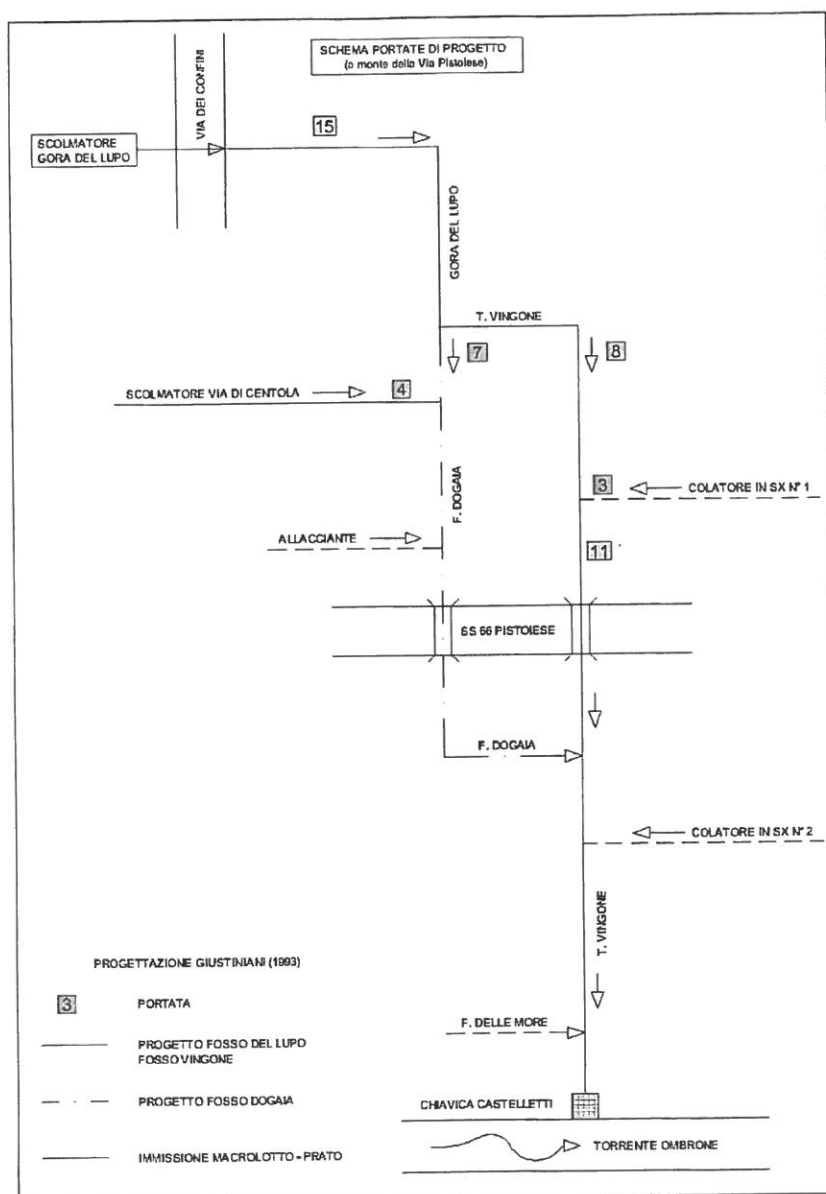 SCHEMA PORTATE DI PROGETTO
(a monte della Via Pistoiese)
VIA DEI CONFINI
SCOLMATORE
GORA DEL LUPO
15
GORA DEL LUPO
T. VINGONE
7
8
SCOLMATORE VIA DI CENTOLA
4
F. DOGAIA
3
COLATORE IN SX N° 1
ALLACCIANTE
11
SS 66 PISTOIESE
F. DOGAIA
COLATORE IN SX N° 2
T. VINGONE
PROGETTAZIONE GIUSTINIANI (1993)
3
PORTATA
F. DELLE MORE
PROGETTO FOSSO DEL LUPO
FOSSO VINGONE
PROGETTO FOSSO DOGAIA
CHIAVICA CASTELLETTI
IMMISSIONE MACROLOTTO - PRATO
TORRENTE OMBRONE